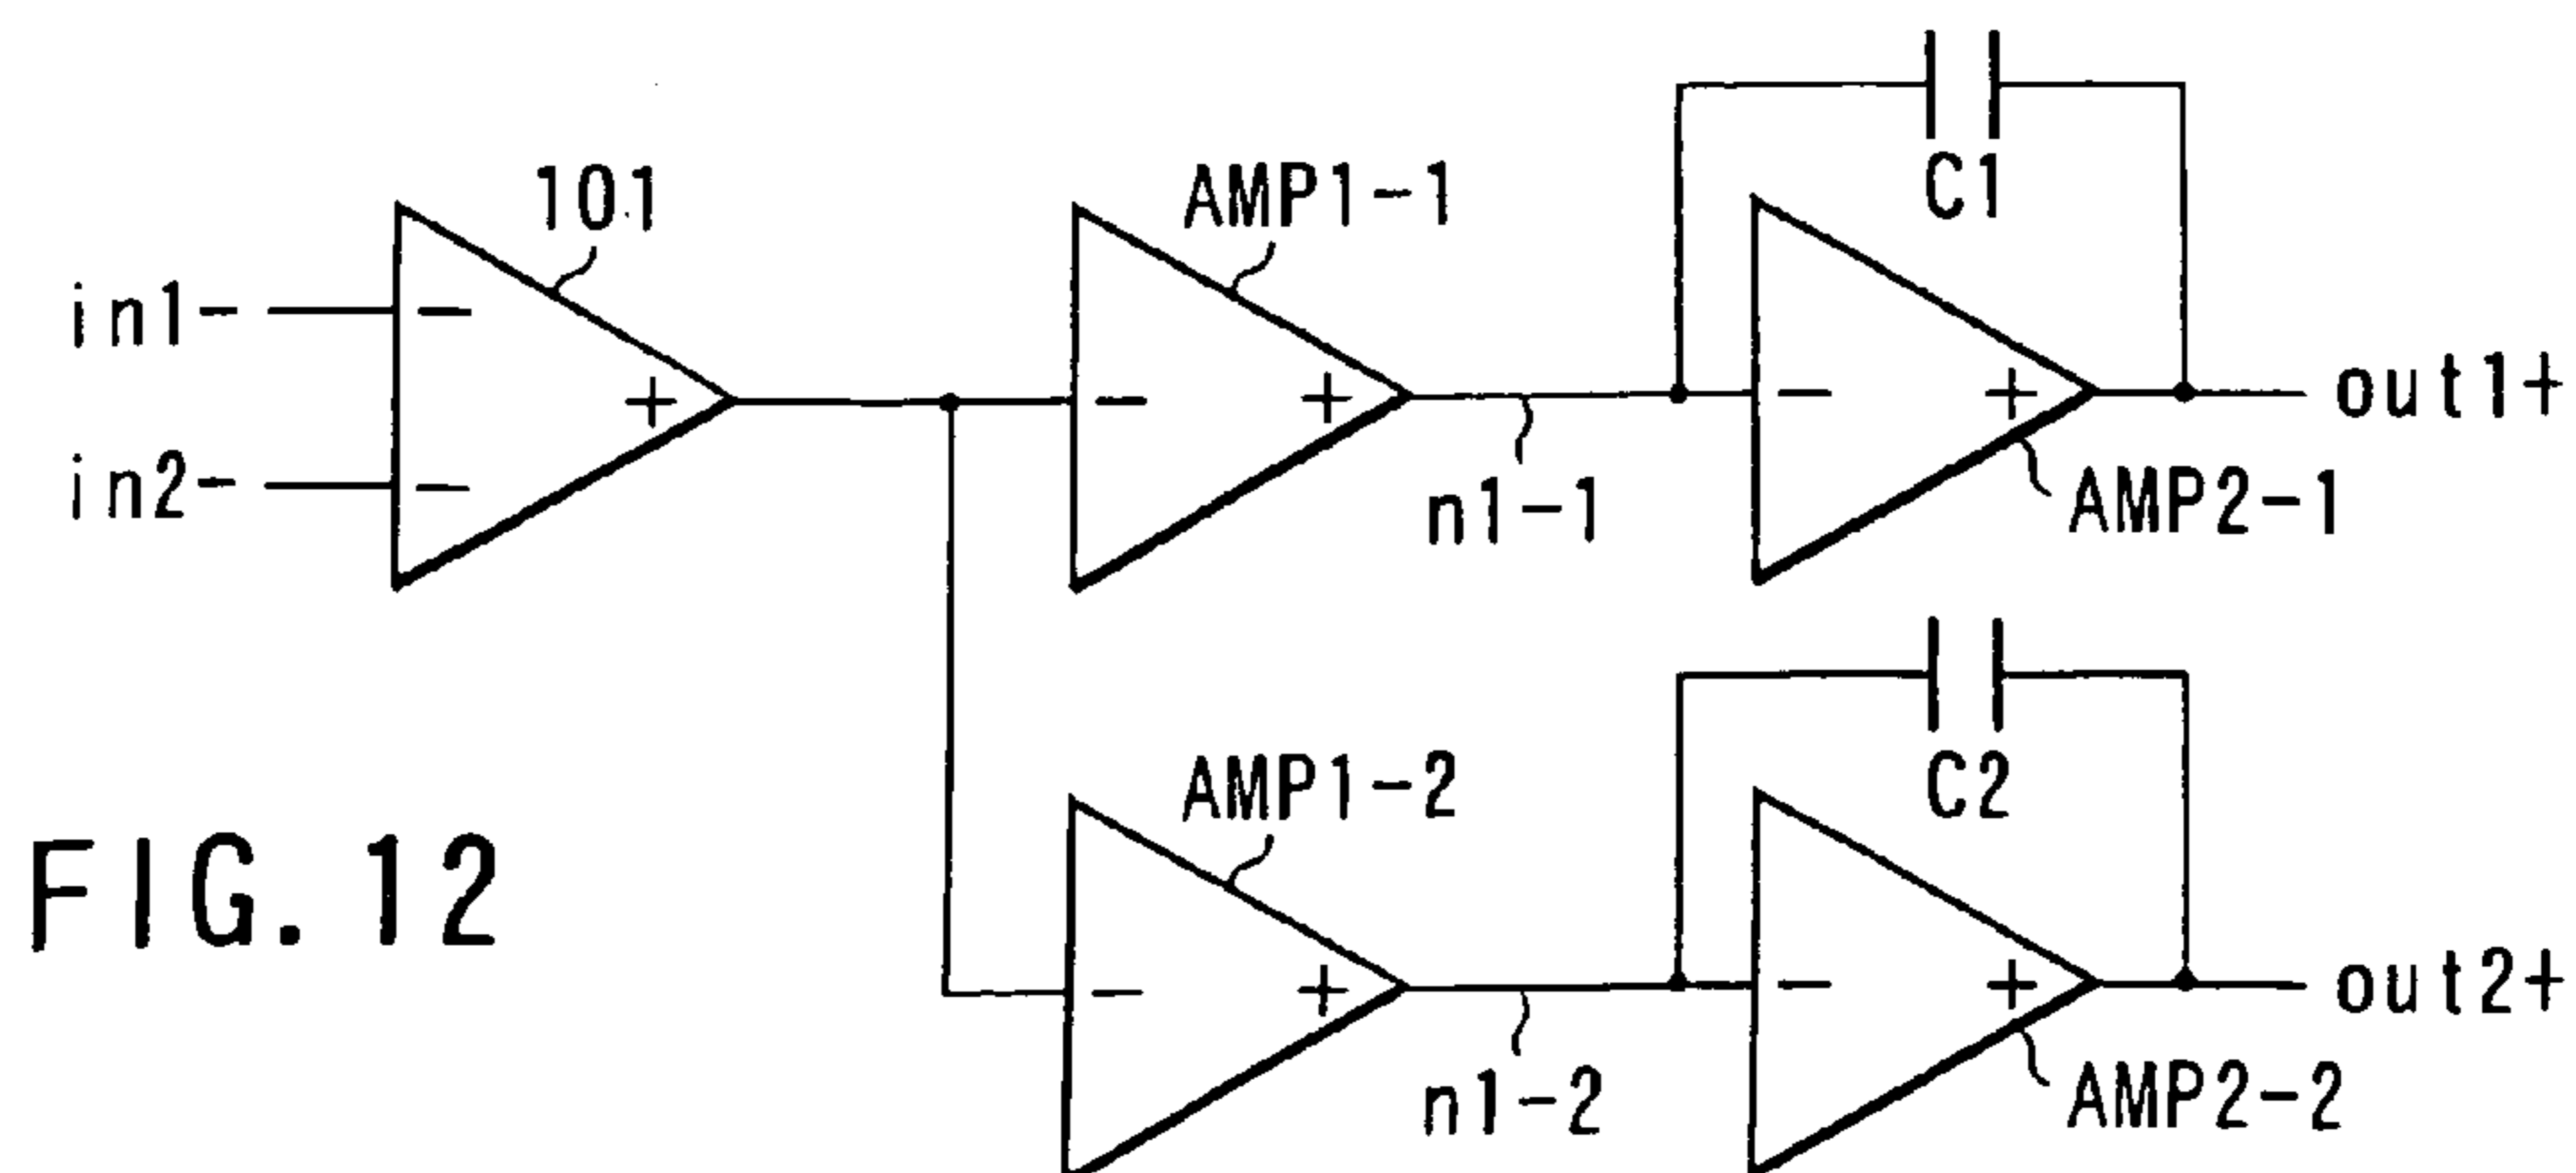 C1
101
AMP1-1
in1-
-
+
-
+
-
+
out1+
in2-
-
n1-1
AMP2-1
C2
AMP1-2
FIG. 12
-
+
-
+
out2+
n1-2
AMP2-2